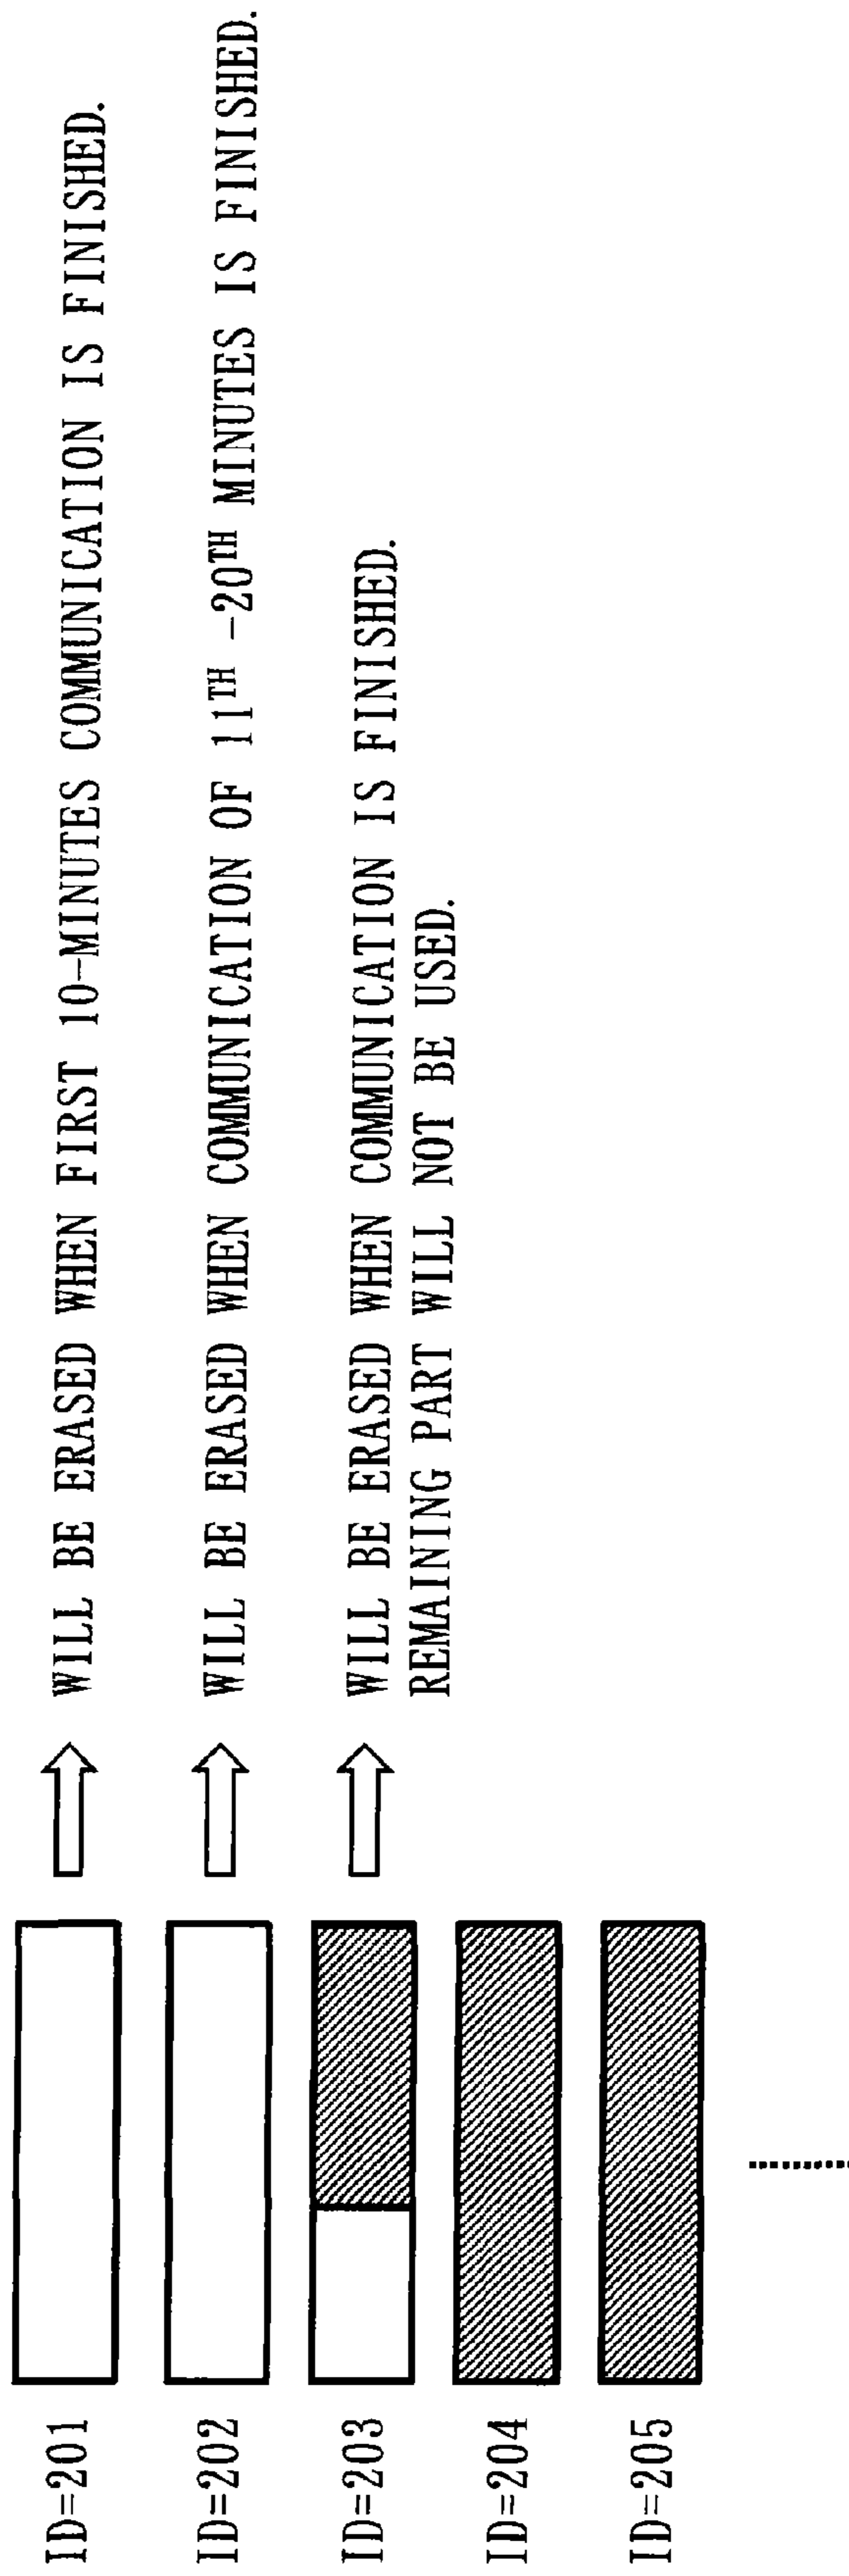 ID=201 WILL BE ERASED WHEN FIRST 10-MINUTES COMMUNICATION IS FINISHED.
ID=202 WILL BE ERASED WHEN COMMUNICATION OF 11TH -20TH MINUTES IS FINISHED.
ID=203 WILL BE ERASED WHEN COMMUNICATION IS FINISHED.
REMAINING PART WILL NOT BE USED.
ID=204
ID=205